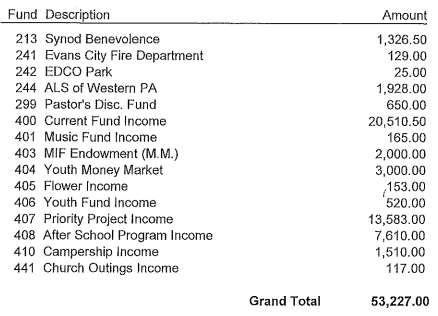 Fund Description Amount
213 Synod Benevolence 1,326.50
241 Evans City Fire Department 129.00
242 EDCO Park 25.00
244 ALS of Western PA 1,928.00
299 Pastor's Disc. Fund 650.00
400 Current Fund Income 20,510.50
401 Music Fund Income 165.00
403 MIF Endowment (M.M.) 2,000.00
404 Youth Money Market 3,000.00
405 Flower Income 153.00
406 Youth Fund Income 520.00
407 Priority Project Income 13,583.00
408 After School Program Income 7,610.00
410 Campership Income 1,510.00
441 Church Outings Income 117.00
Grand Total 53,227.00